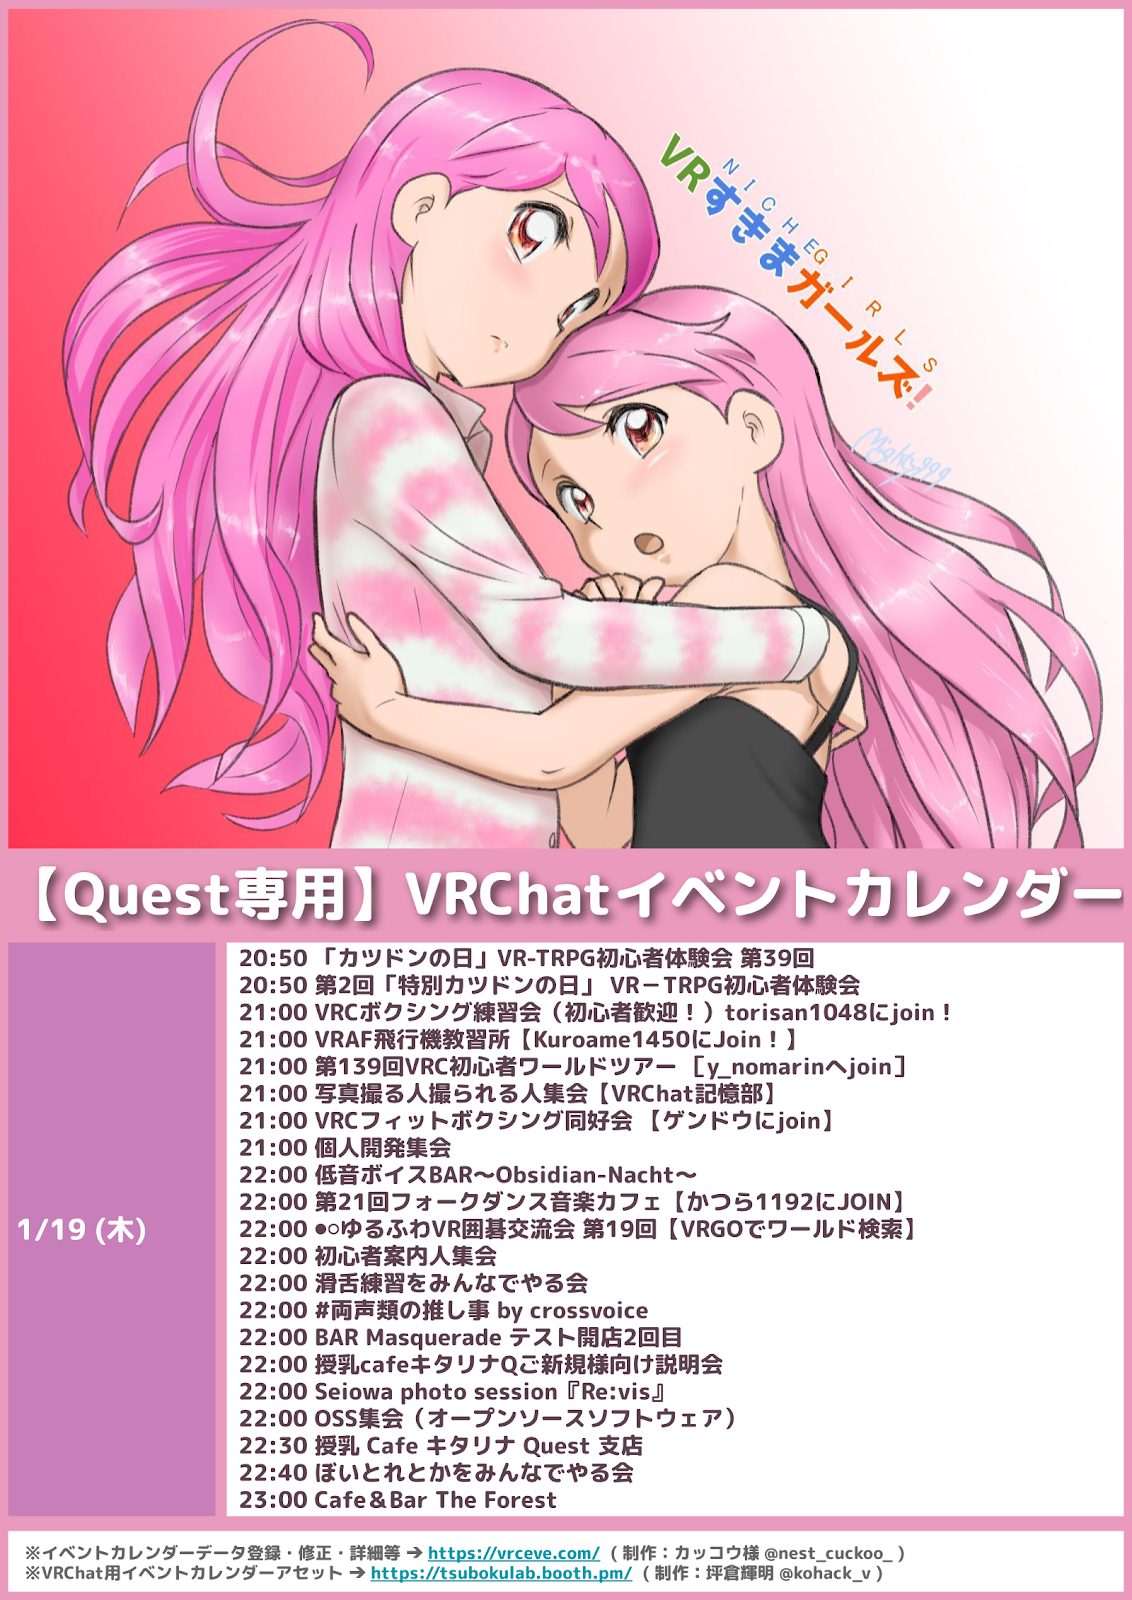 NICHE GIRLS
VRすきまガールズ!
Mighty999
【Quest専用】VRChatイベントカレンダー
1/19 (木)
20:50 「カツドンの日」VR-TRPG初心者体験会 第39回
20:50 第2回「特別カツドンの日」 VR－TRPG初心者体験会
21:00 VRCボクシング練習会（初心者歓迎！）torisan1048にjoin！
21:00 VRAF飛行機教習所【Kuroame1450にJoin！】
21:00 第139回VRC初心者ワールドツアー ［y_nomarinへjoin］
21:00 写真撮る人撮られる人集会【VRChat記憶部】
21:00 VRCフィットボクシング同好会 【ゲンドウにjoin】
21:00 個人開発集会
22:00 低音ボイスBAR〜Obsidian-Nacht〜
22:00 第21回フォークダンス音楽カフェ【かつら1192にJOIN】
22:00 ●○ゆるふわVR囲碁交流会 第19回【VRGOでワールド検索】
22:00 初心者案内人集会
22:00 滑舌練習をみんなでやる会
22:00 #両声類の推し事 by crossvoice
22:00 BAR Masquerade テスト開店2回目
22:00 授乳cafeキタリナQご新規様向け説明会
22:00 Seiowa photo session『Re:vis』
22:00 OSS集会（オープンソースソフトウェア）
22:30 授乳 Cafe キタリナ Quest 支店
22:40 ぼいとれとかをみんなでやる会
23:00 Cafe＆Bar The Forest
※イベントカレンダーデータ登録・修正・詳細等 ➔ https://vrceve.com/ ( 制作：カッコウ様 @nest_cuckoo_ )
※VRChat用イベントカレンダーアセット ➔ https://tsubokulab.booth.pm/ ( 制作：坪倉輝明 @kohack_v )